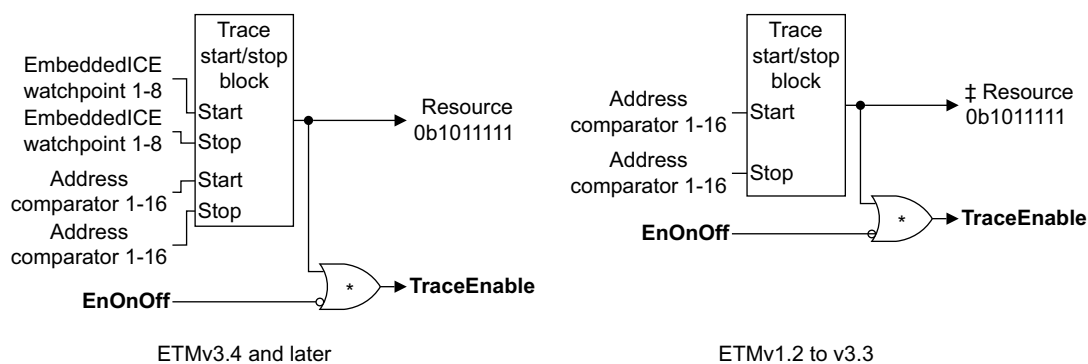 Trace
start/stop
block
EmbeddedICE
watchpoint 1-8
Start
EmbeddedICE
watchpoint 1-8
Stop
Address
comparator 1-16
Start
Address
comparator 1-16
Stop
Resource
0b1011111
EnOnOff
*
TraceEnable
ETMv3.4 and later
Trace
start/stop
block
Address
comparator 1-16
Start
Address
comparator 1-16
Stop
‡ Resource
0b1011111
EnOnOff
*
TraceEnable
ETMv1.2 to v3.3